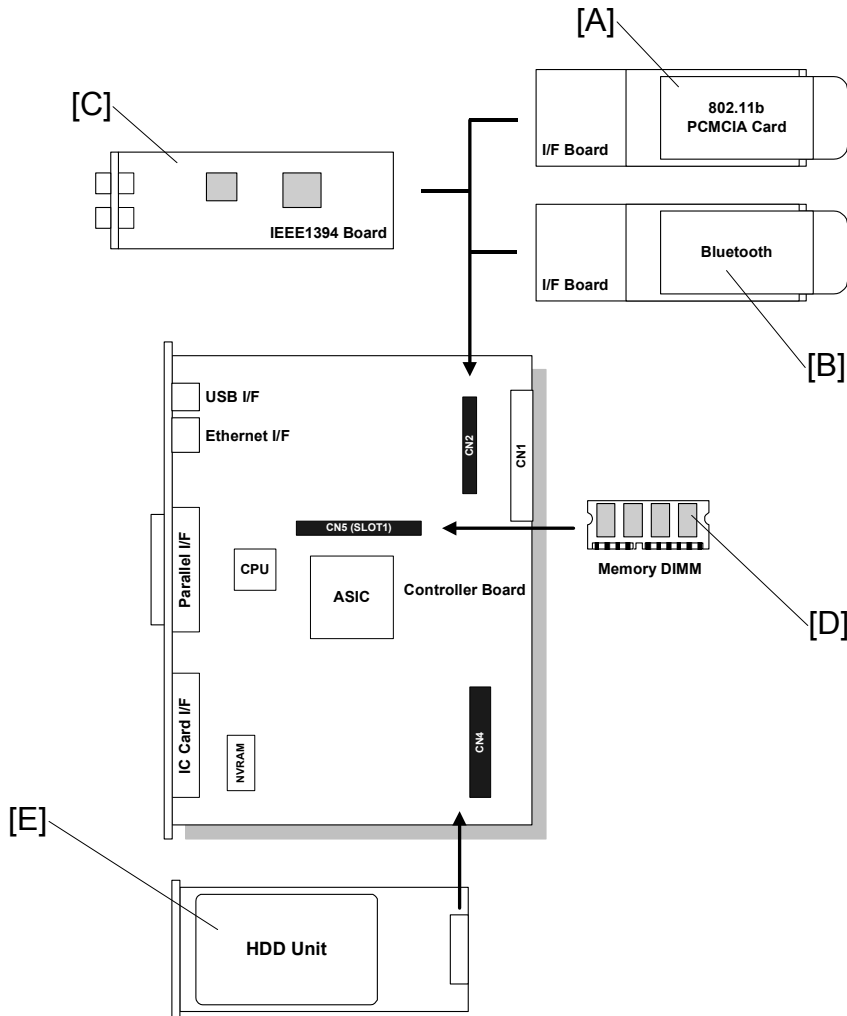 [A]
802.11b
PCMCIA Card
I/F Board
[C]
IEEE1394 Board
Bluetooth
I/F Board
[B]
USB I/F
Ethernet I/F
CN2
CN1
CN5 (SLOT1)
CPU
ASIC
Controller Board
Parallel I/F
Memory DIMM
[D]
IC Card I/F
NVRAM
CN4
[E]
HDD Unit